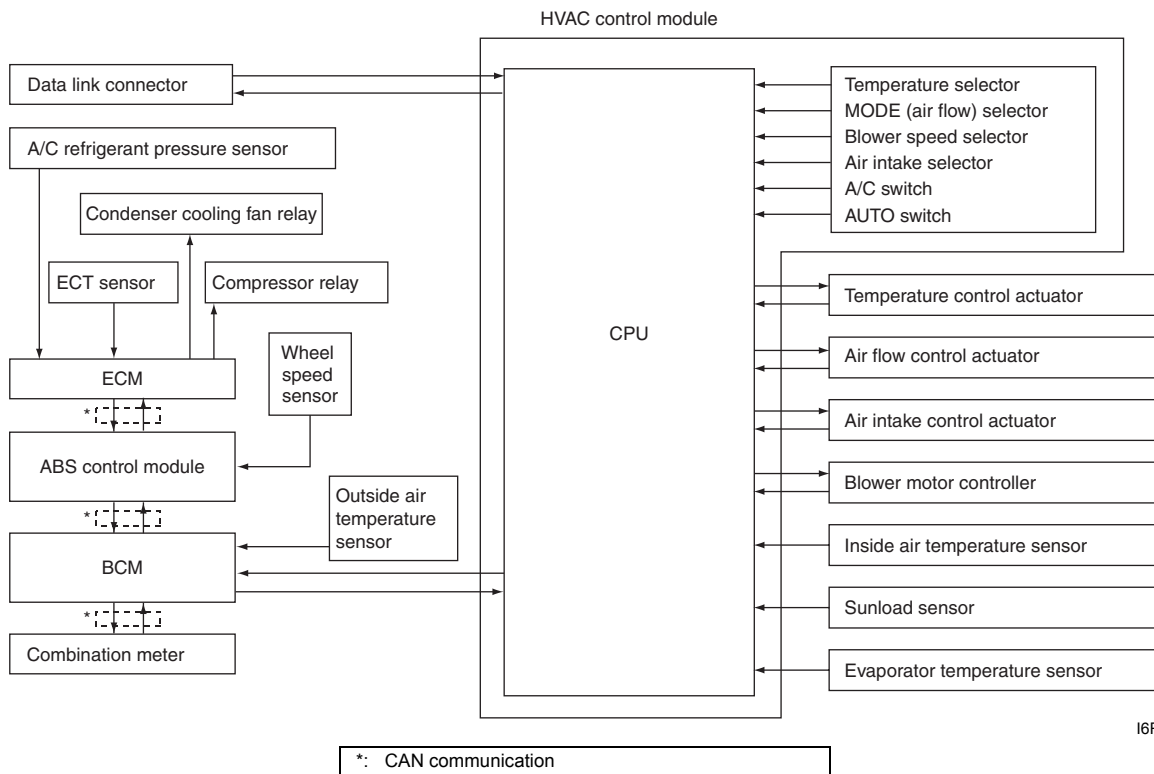 HVAC control module
Data link connector
A/C refrigerant pressure sensor
Condenser cooling fan relay
ECT sensor
Compressor relay
Wheel
speed
sensor
ECM
*
ABS control module
*
Outside air
temperature
sensor
BCM
*
Combination meter
CPU
Temperature selector
MODE (air flow) selector
Blower speed selector
Air intake selector
A/C switch
AUTO switch
Temperature control actuator
Air flow control actuator
Air intake control actuator
Blower motor controller
Inside air temperature sensor
Sunload sensor
Evaporator temperature sensor
*: CAN communication